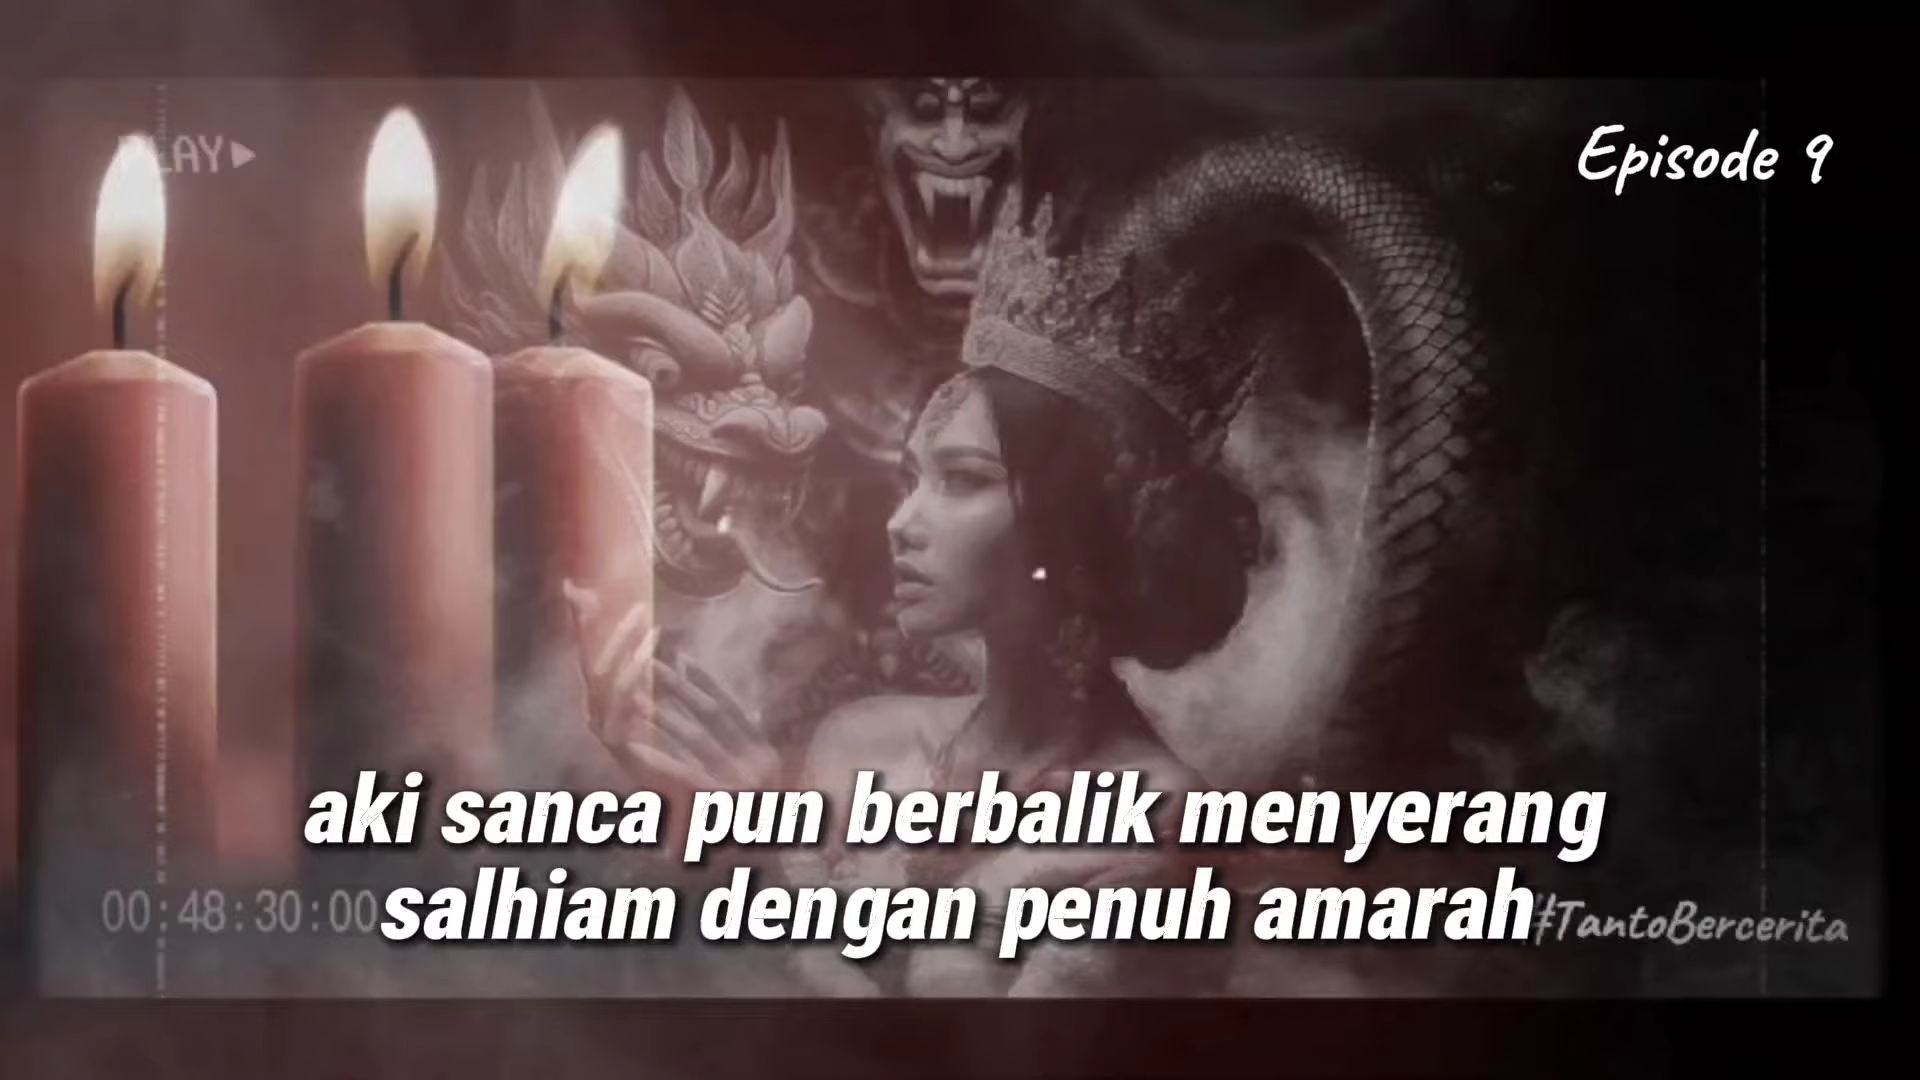 PLAY
Episode 9
aki sanca pun berbalik menyerang
salhiam dengan penuh amarah
00:48:30:00
#TantoBercerita